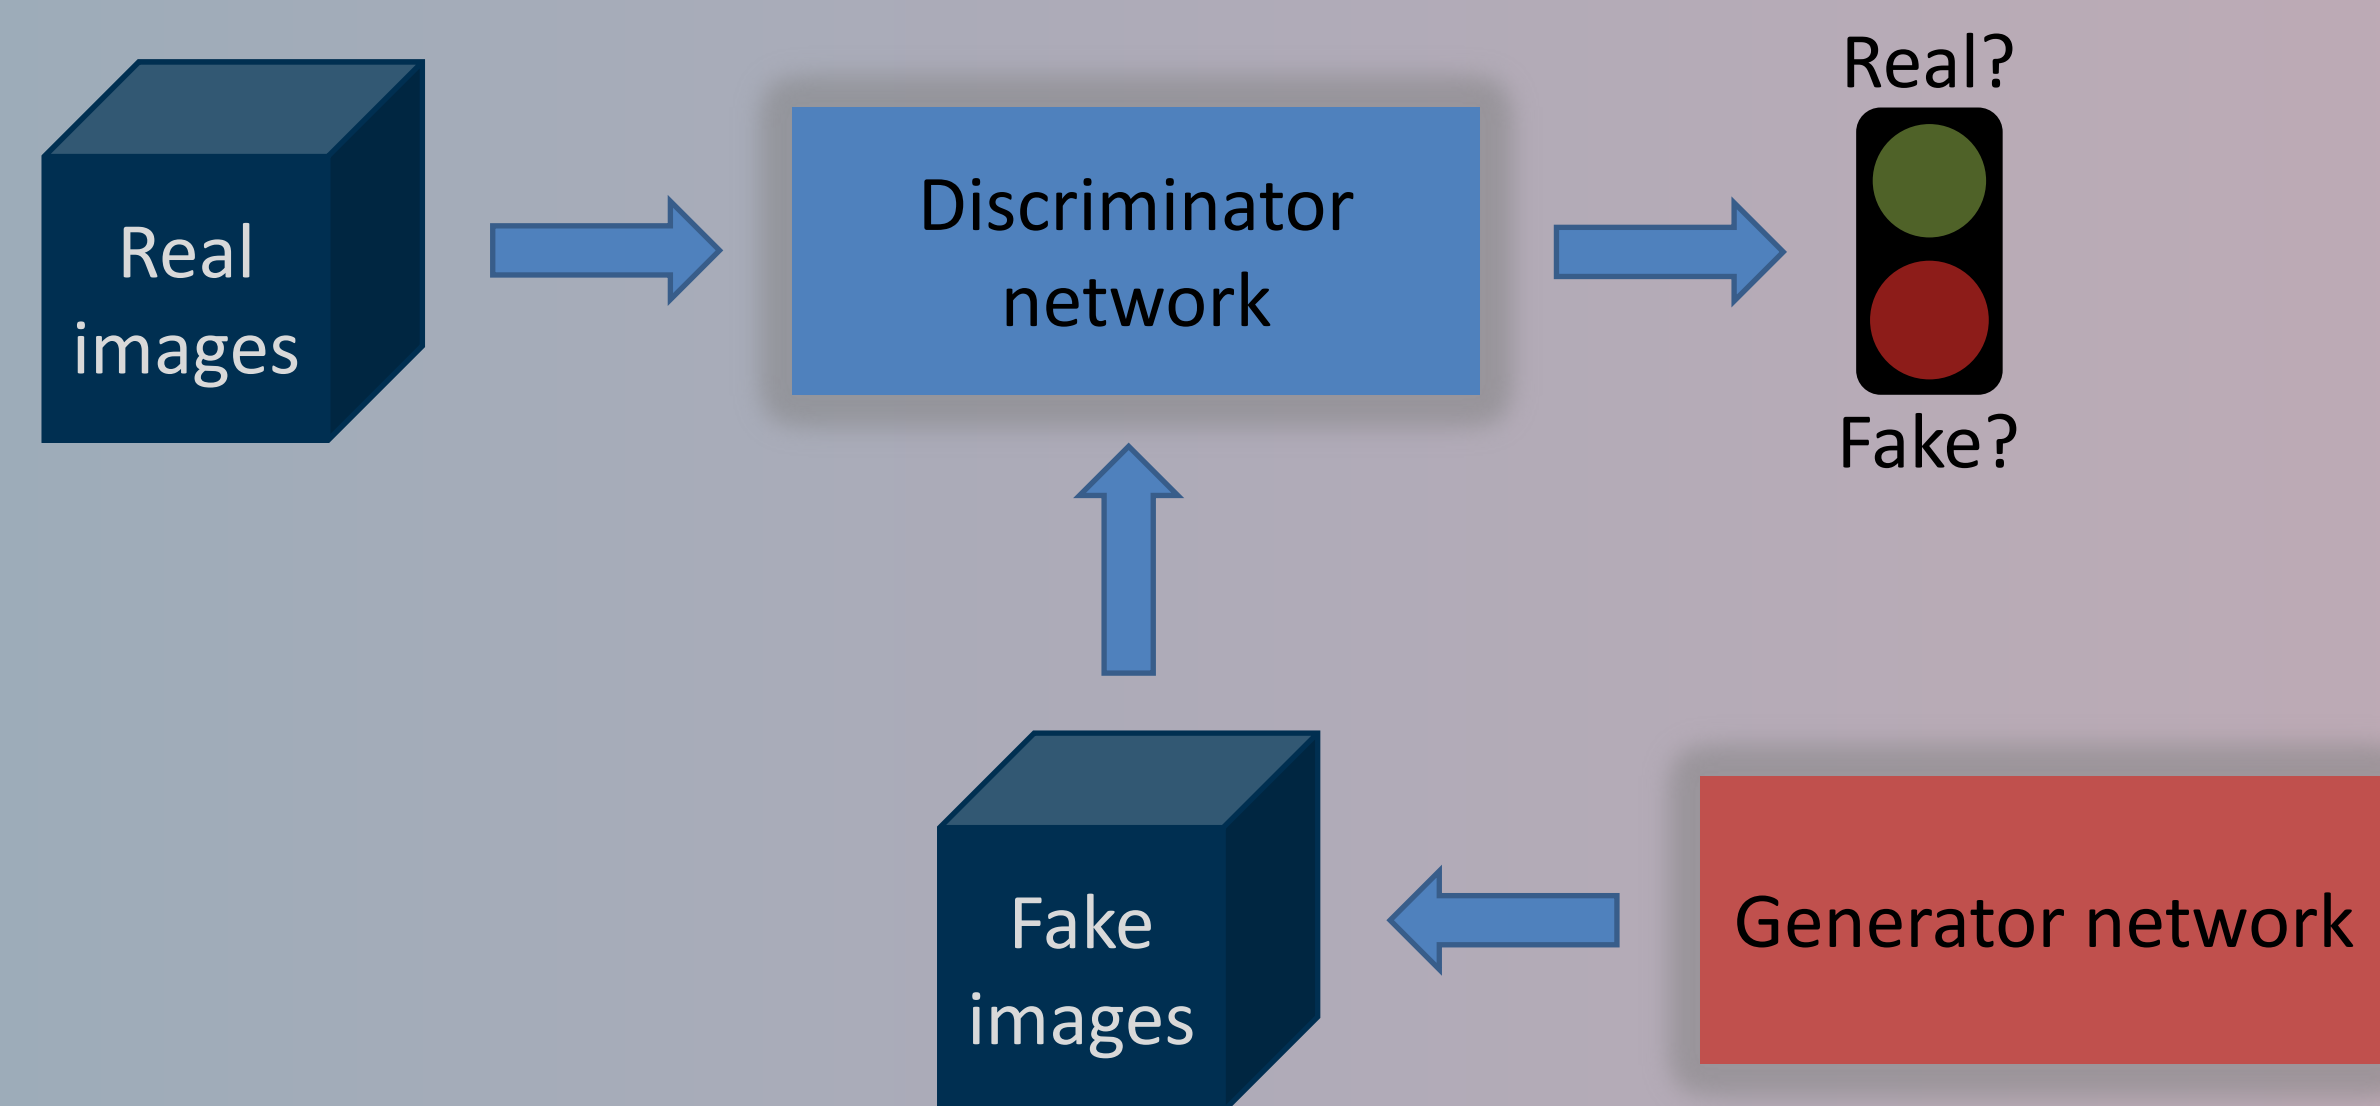 Real
images
Discriminator
network
Real?
Fake?
Fake
images
Generator network